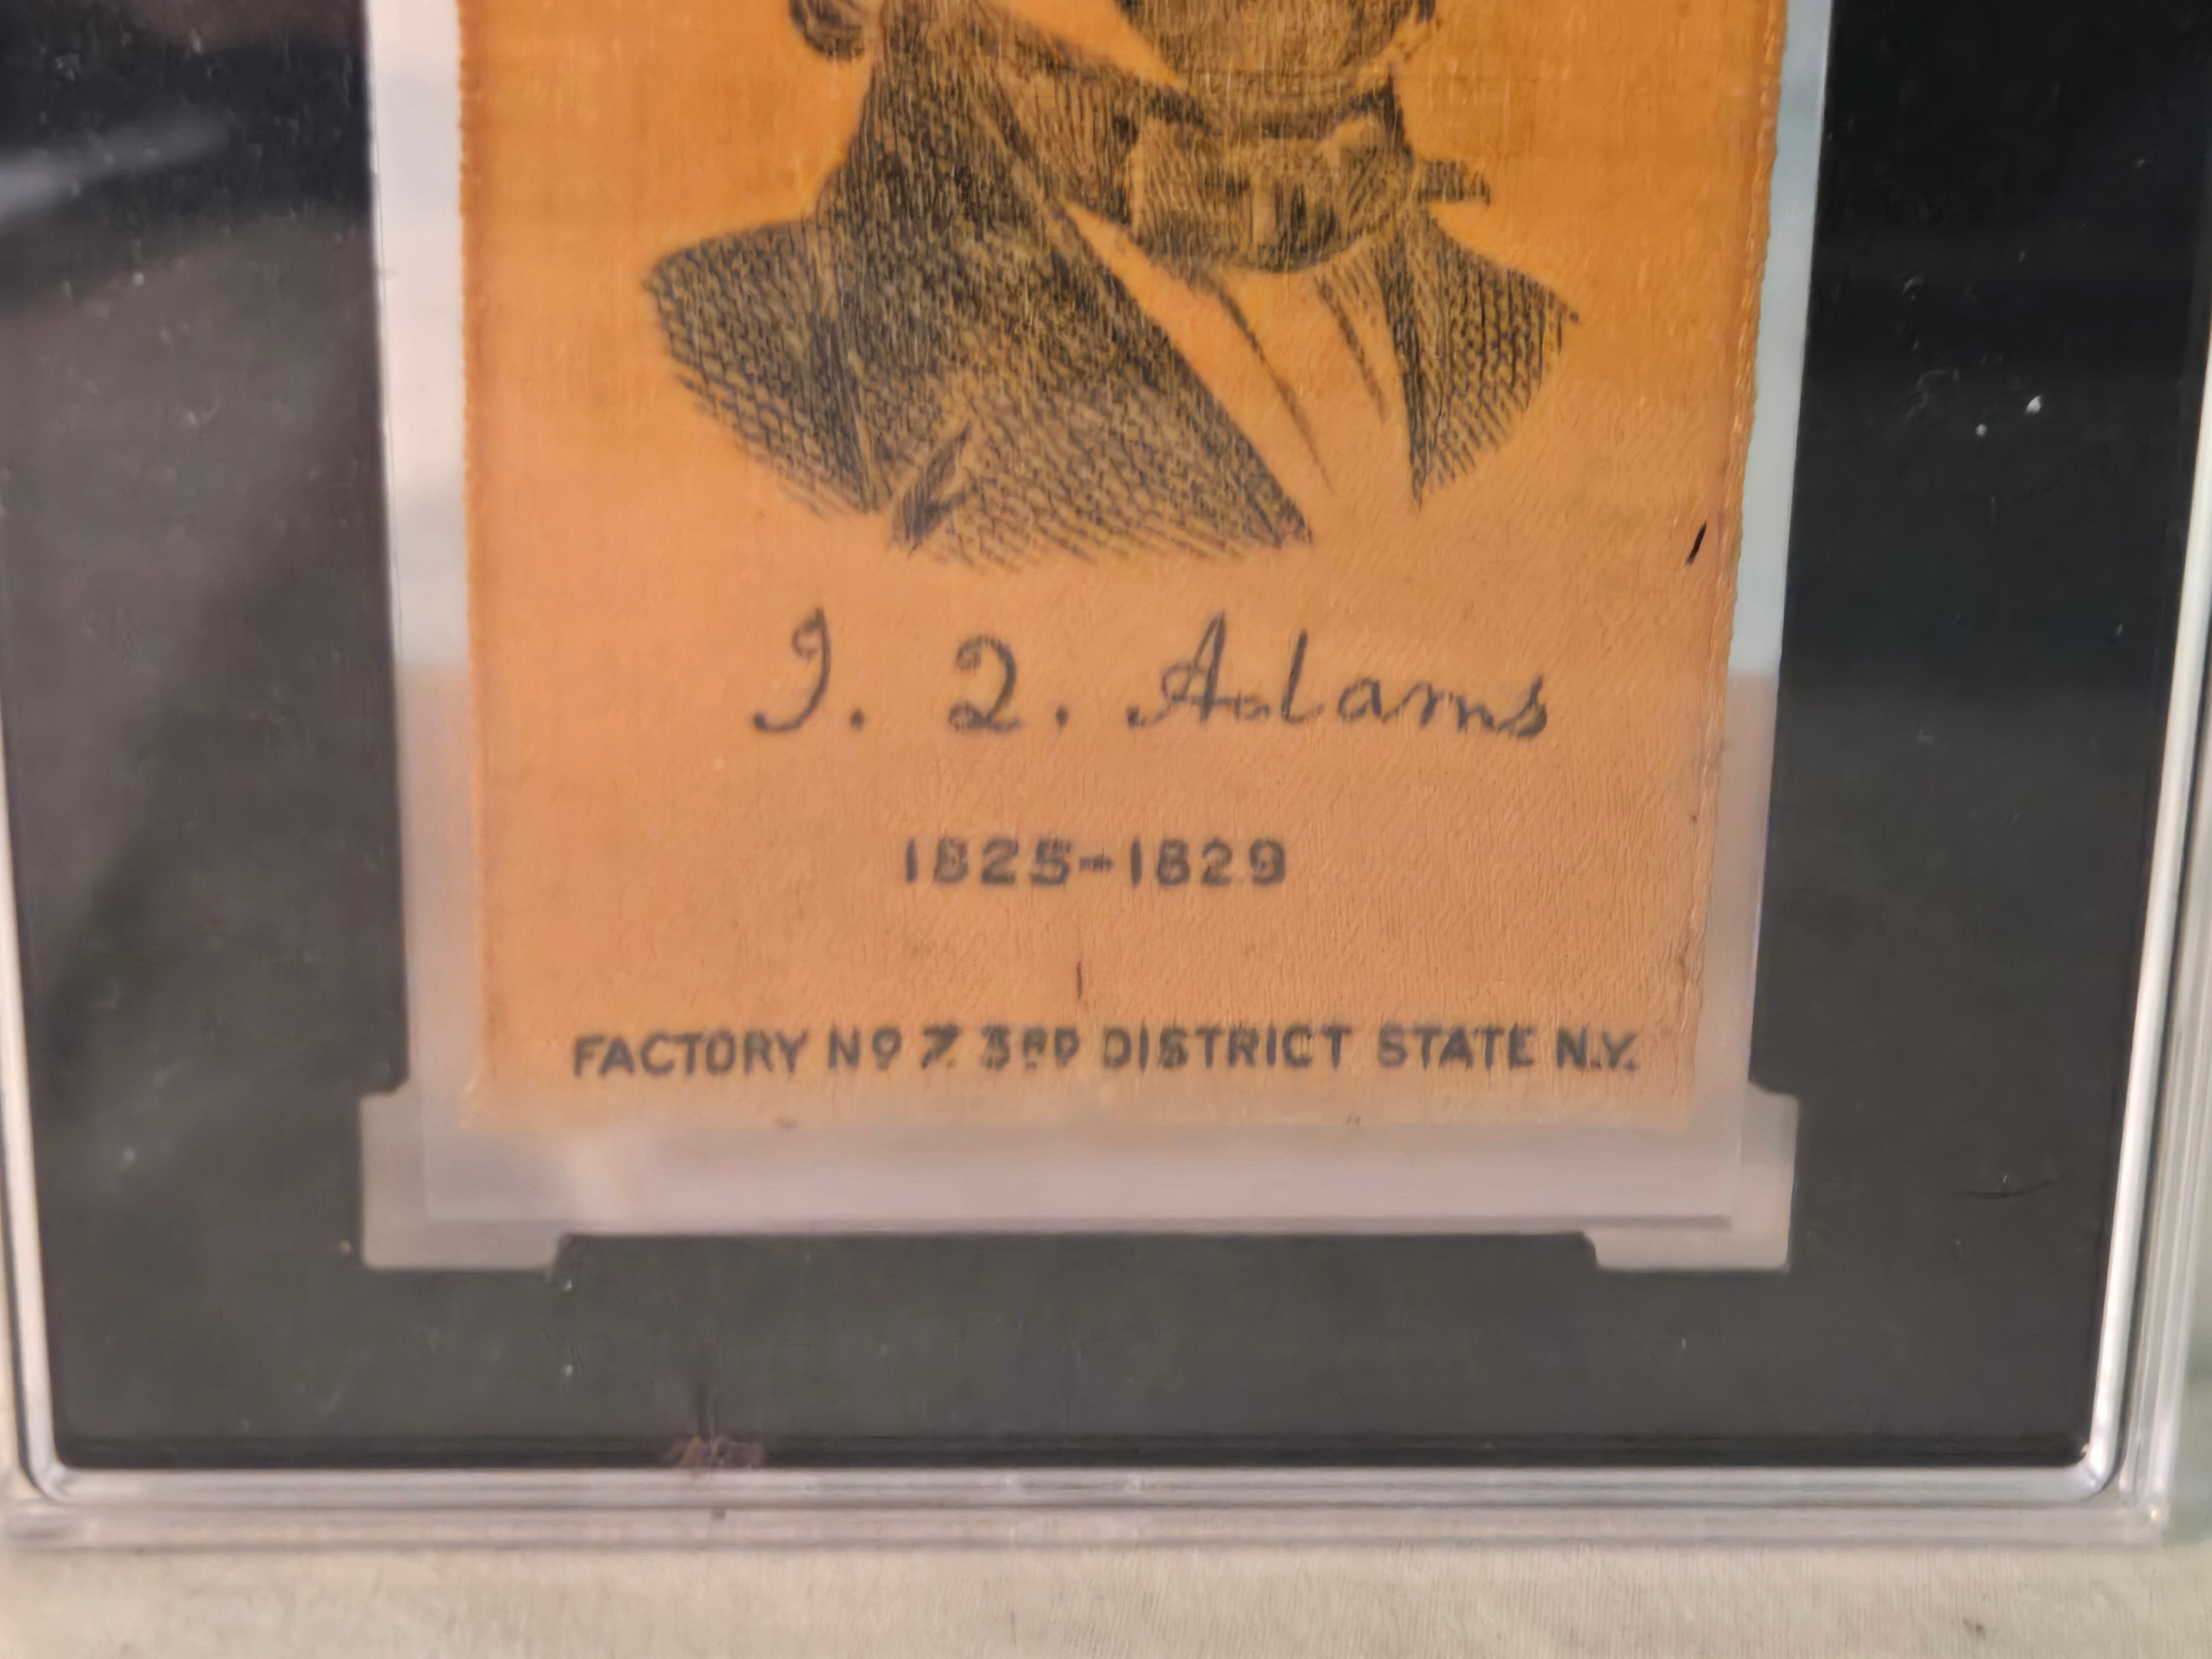 J. Q. Adams
1825-1829
FACTORY Nº 7. 3RD DISTRICT STATE N.Y.